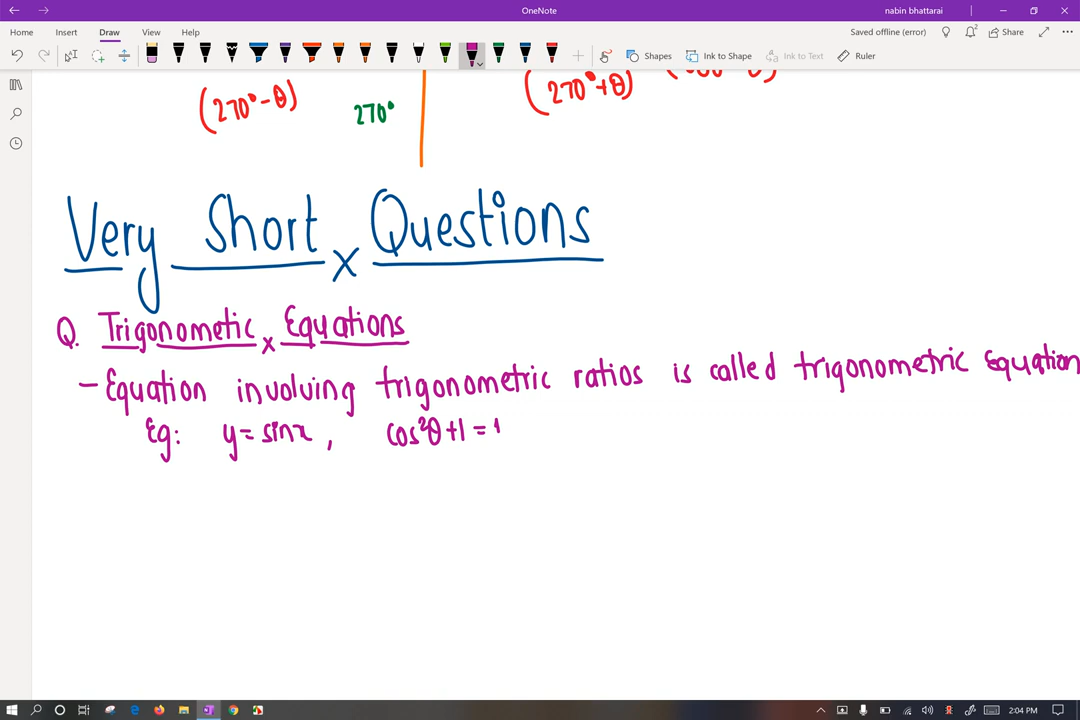 OneNote
nabin bhattarai
Home Insert Draw View Help
Saved offline (error) 2 Share
Shapes Ink to Shape Ink to Text Ruler
(270°-θ) 270° (270°+θ)
Very Short Questions
Q. Trigonometic Equations
- Equation involving trigonometric ratios is called trigonometric equation
Eg: y = sinx , cos²θ+1 = 1
2:04 PM